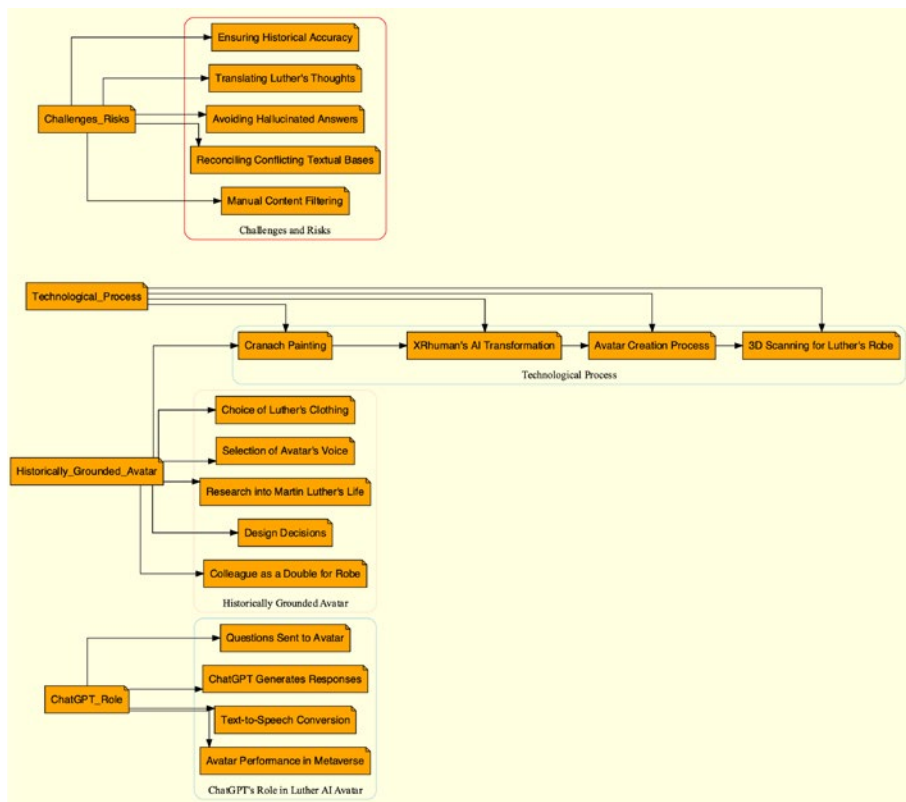 Ensuring Historical Accuracy
Translating Luther's Thoughts
Challenges_Risks
Avoiding Hallucinated Answers
Reconciling Conflicting Textual Bases
Manual Content Filtering
Challenges and Risks
Technological_Process
Cranach Painting
XRhuman's AI Transformation
Avatar Creation Process
3D Scanning for Luther's Robe
Technological Process
Choice of Luther's Clothing
Selection of Avatar's Voice
Historically_Grounded_Avatar
Research into Martin Luther's Life
Design Decisions
Colleague as a Double for Robe
Historically Grounded Avatar
Questions Sent to Avatar
ChatGPT Generates Responses
ChatGPT_Role
Text-to-Speech Conversion
Avatar Performance in Metaverse
ChatGPT's Role in Luther AI Avatar